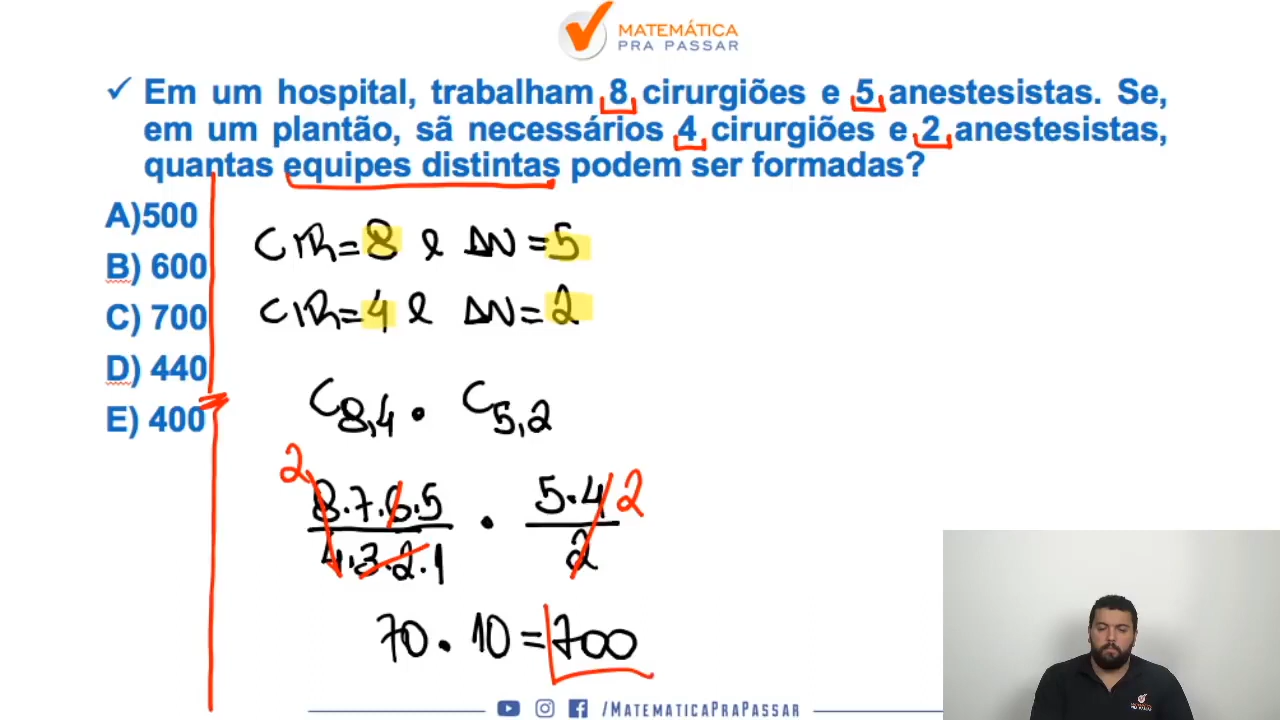 MATEMÁTICA
PRA PASSAR
✓ Em um hospital, trabalham 8 cirurgiões e 5 anestesistas. Se,
em um plantão, sã necessários 4 cirurgiões e 2 anestesistas,
quantas equipes distintas podem ser formadas?
A)500
B) 600
C) 700
D) 440
E) 400
CIR=8 e AN=5
CIR=4 e AN=2
C8,4 . C5,2
2
8.7.6.5 . 5.4 2
4.3.2.1 2
70.10=700
/MATEMATICAPRAPASSAR